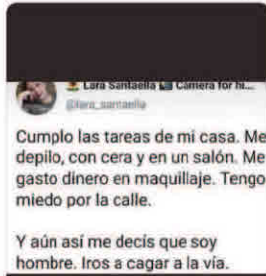 Lara Santaella Camera for hi...
@lara_santaella
Cumplo las tareas de mi casa. Me
depilo, con cera y en un salón. Me
gasto dinero en maquillaje. Tengo
miedo por la calle.
Y aún así me decís que soy
hombre. Iros a cagar a la vía.